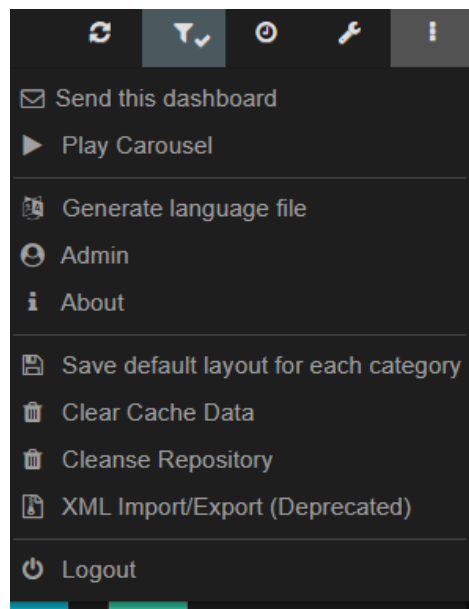 Send this dashboard
Play Carousel
Generate language file
Admin
About
Save default layout for each category
Clear Cache Data
Cleanse Repository
XML Import/Export (Deprecated)
Logout